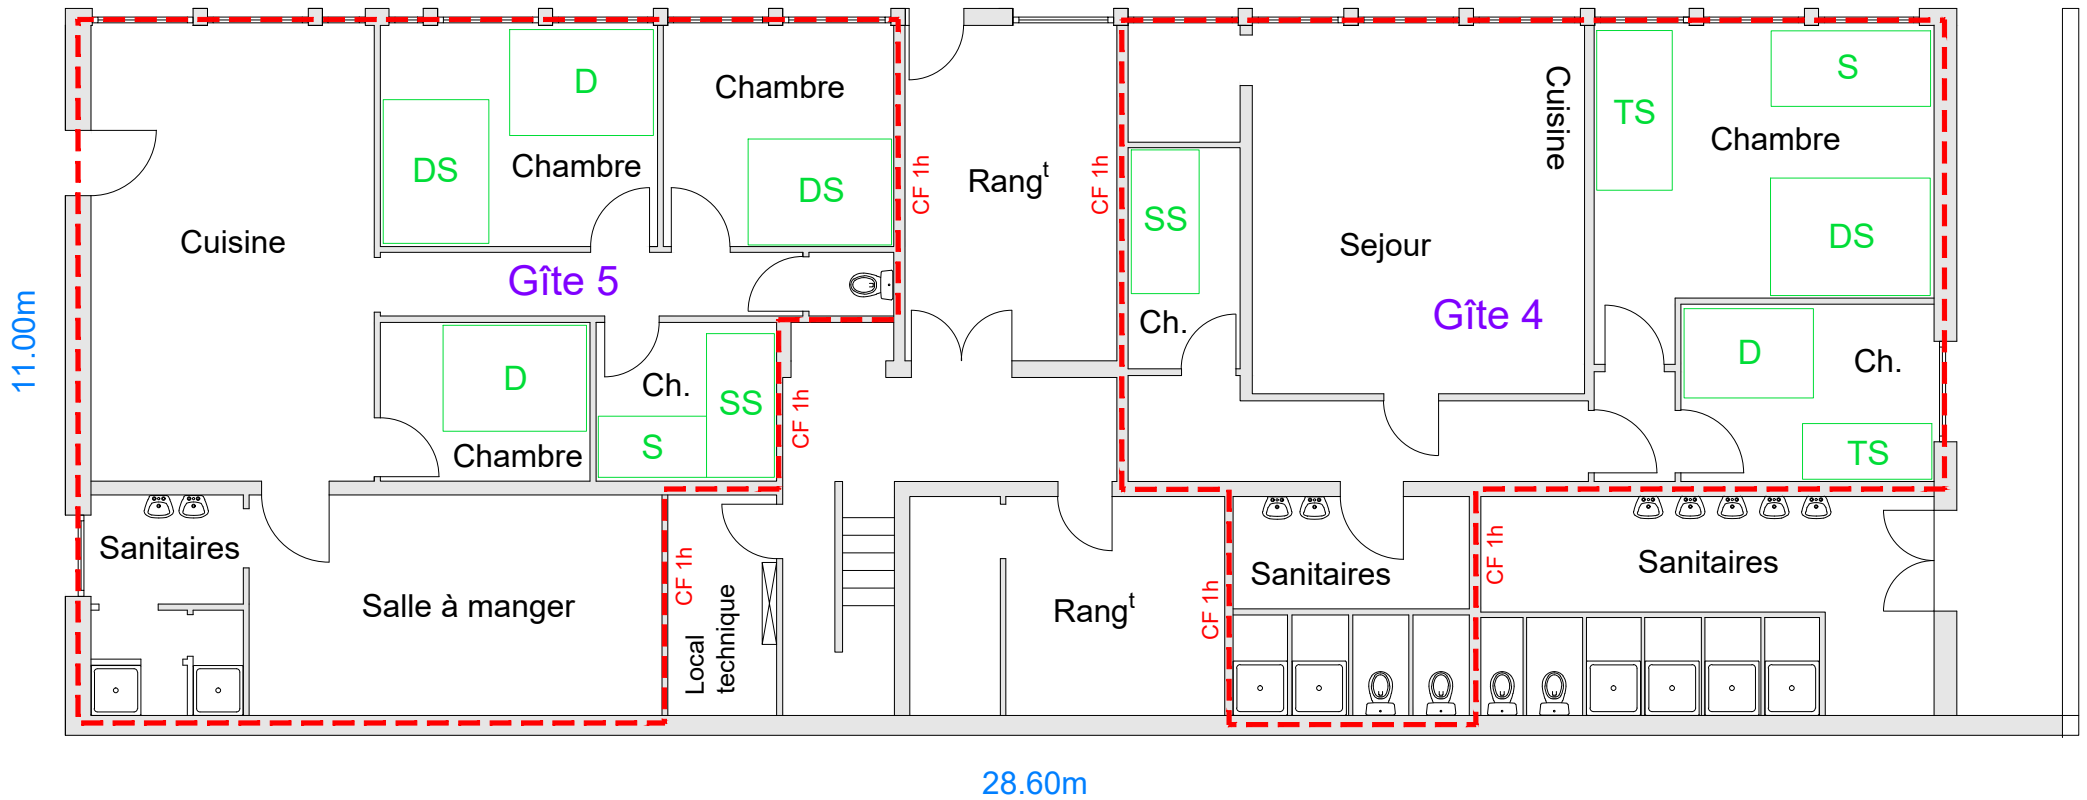 D
S
Cuisine
Chambre
TS
Chambre
Chambre
DS
CF 1h
CF 1h
Rangᵗ
DS
SS
Cuisine
Sejour
DS
Gîte 5
Gîte 4
11.00m
Ch.
D
Ch.
D
Ch.
SS
CF 1h
S
Chambre
TS
Sanitaires
CF 1h
Sanitaires
CF 1h
Sanitaires
Salle à manger
Local
technique
Rangᵗ
CF 1h
28.60m